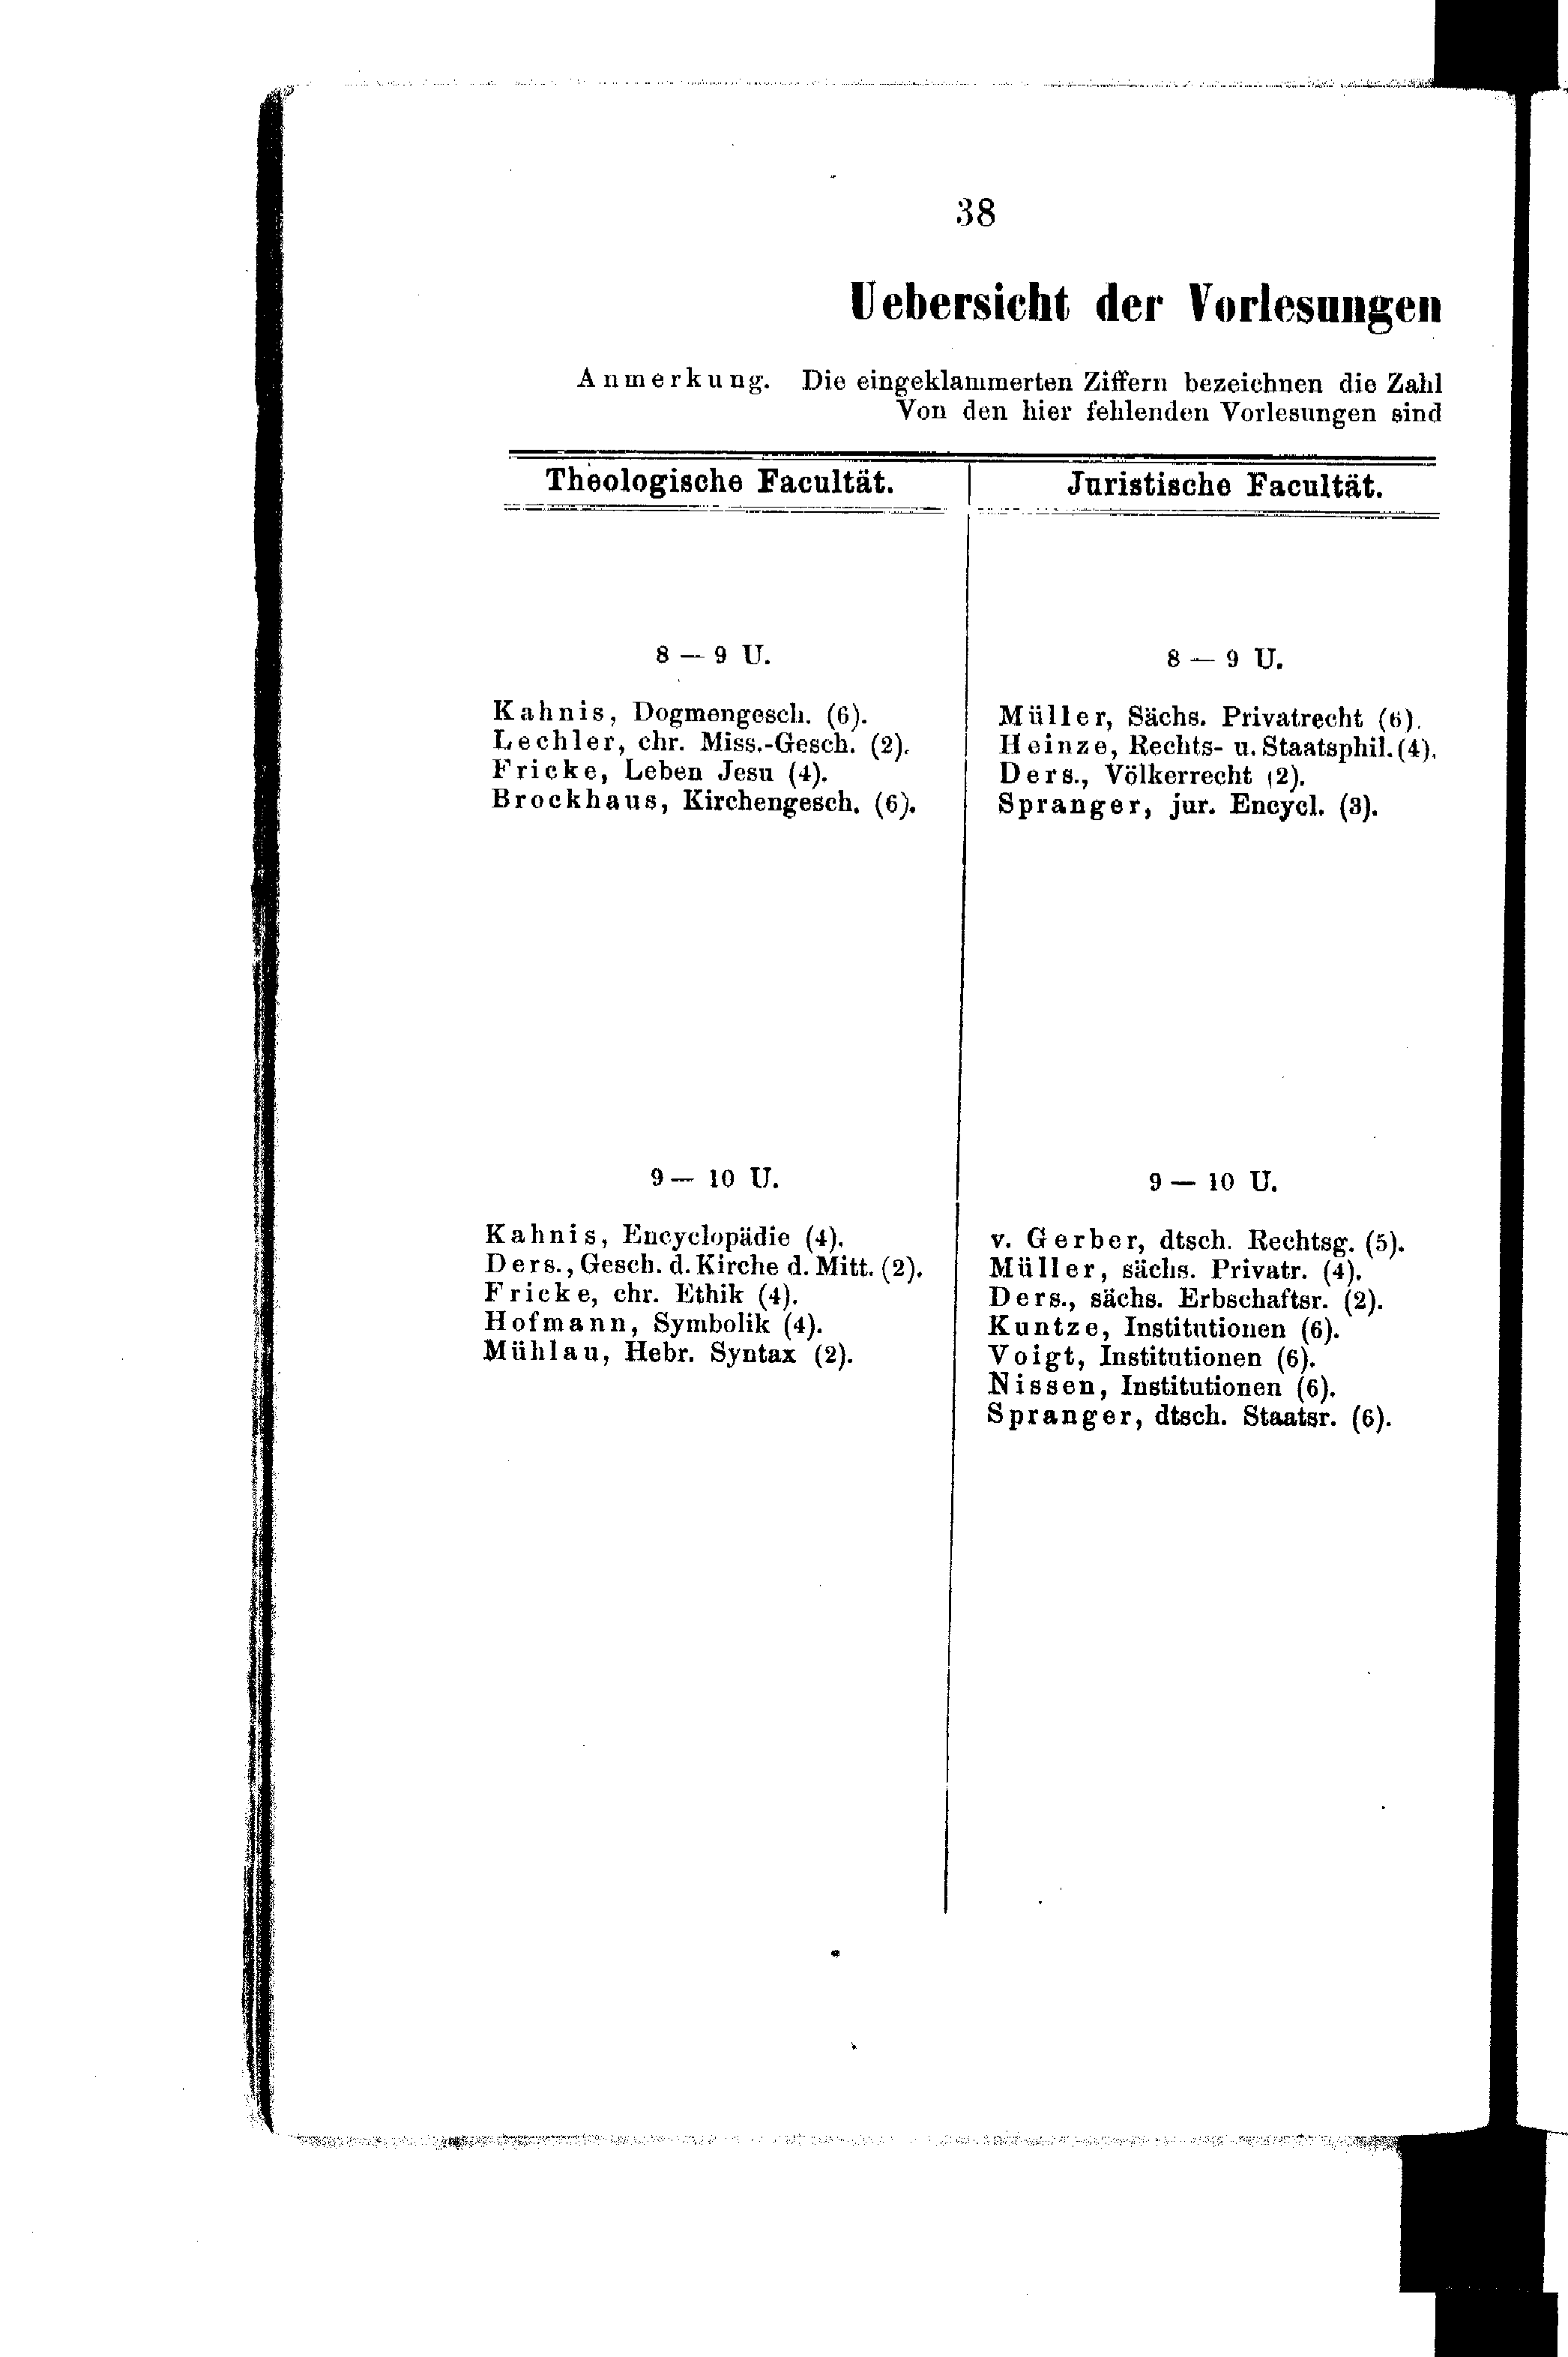 38
Uebersicht der Vorlesungen
Anmerkung. Die eingeklammerten Ziffern bezeichnen die Zahl
Von den hier fehlenden Vorlesungen sind
Theologische Facultät.
8 — 9 U.
Kahnis, Dogmengesch. (6).
Lechler, chr. Miss.-Gesch. (2).
Fricke, Leben Jesu (4).
Brockhaus, Kirchengesch. (6).
9 — 10 U.
Kahnis, Encyclopädie (4).
Ders., Gesch. d. Kirche d. Mitt. (2).
Fricke, chr. Ethik (4).
Hofmann, Symbolik (4).
Mühlau, Hebr. Syntax (2).
Juristische Facultät.
8 — 9 U.
Müller, Sächs. Privatrecht (6).
Heinze, Rechts- u. Staatsphil. (4).
Ders., Völkerrecht (2).
Spranger, jur. Encycl. (3).
9 — 10 U.
v. Gerber, dtsch. Rechtsg. (5).
Müller, sächs. Privatr. (4).
Ders., sächs. Erbschaftsr. (2).
Kuntze, Institutionen (6).
Voigt, Institutionen (6).
Nissen, Institutionen (6).
Spranger, dtsch. Staatsr. (6).